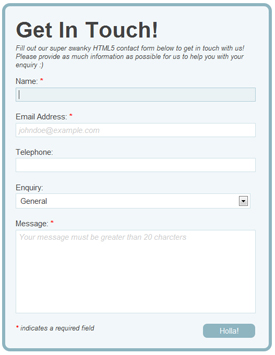 Get In Touch!
Fill out our super swanky HTML5 contact form below to get in touch with us!
Please provide as much information as possible for us to help you with your
enquiry :)
Name: *
Email Address: *
johndoe@example.com
Telephone:
Enquiry:
General
Message: *
Your message must be greater than 20 charcters
* indicates a required field
Holla!